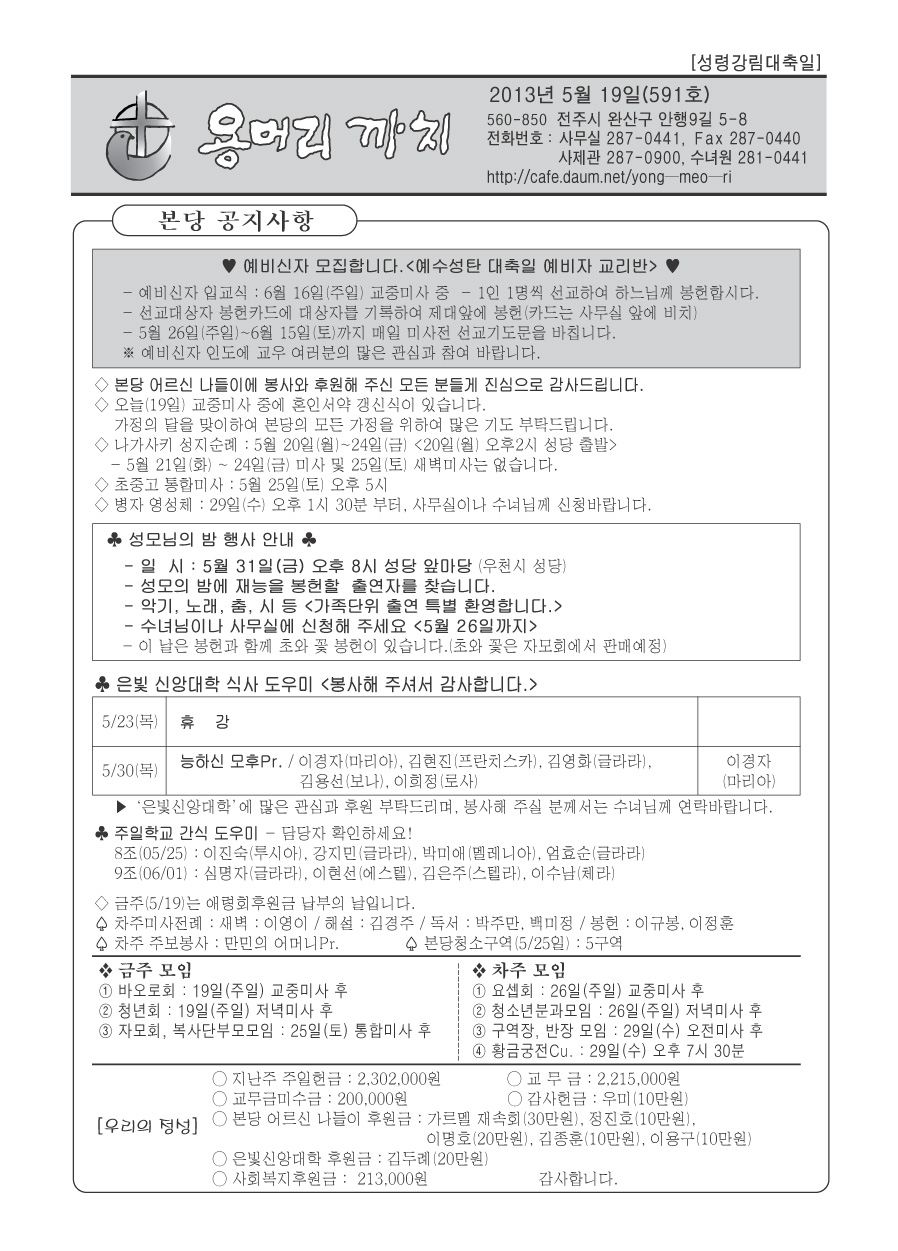 [성령강림대축일]
용머리 까치
2013년 5월 19일(591호)
560-850 전주시 완산구 안행9길 5-8
전화번호 : 사무실 287-0441, Fax 287-0440
사제관 287-0900, 수녀원 281-0441
http://cafe.daum.net/yong—meo—ri
본당 공지사항
♥ 예비신자 모집합니다.<예수성탄 대축일 예비자 교리반> ♥
- 예비신자 입교식 : 6월 16일(주일) 교중미사 중 - 1인 1명씩 선교하여 하느님께 봉헌합시다.
- 선교대상자 봉헌카드에 대상자를 기록하여 제대앞에 봉헌(카드는 사무실 앞에 비치)
- 5월 26일(주일)~6월 15일(토)까지 매일 미사전 선교기도문을 바칩니다.
※ 예비신자 인도에 교우 여러분의 많은 관심과 참여 바랍니다.
◇ 본당 어르신 나들이에 봉사와 후원해 주신 모든 분들게 진심으로 감사드립니다.
◇ 오늘(19일) 교중미사 중에 혼인서약 갱신식이 있습니다.
가정의 달을 맞이하여 본당의 모든 가정을 위하여 많은 기도 부탁드립니다.
◇ 나가사키 성지순례 : 5월 20일(월)~24일(금) <20일(월) 오후2시 성당 출발>
- 5월 21일(화) ~ 24일(금) 미사 및 25일(토) 새벽미사는 없습니다.
◇ 초중고 통합미사 : 5월 25일(토) 오후 5시
◇ 병자 영성체 : 29일(수) 오후 1시 30분 부터, 사무실이나 수녀님께 신청바랍니다.
♣ 성모님의 밤 행사 안내 ♣
- 일 시 : 5월 31일(금) 오후 8시 성당 앞마당 (우천시 성당)
- 성모의 밤에 재능을 봉헌할 출연자를 찾습니다.
- 악기, 노래, 춤, 시 등 <가족단위 출연 특별 환영합니다.>
- 수녀님이나 사무실에 신청해 주세요 <5월 26일까지>
- 이 날은 봉헌과 함께 초와 꽃 봉헌이 있습니다.(초와 꽃은 자모회에서 판매예정)
♣ 은빛 신앙대학 식사 도우미 <봉사해 주셔서 감사합니다.>
5/23(목) 휴 강
5/30(목) 능하신 모후Pr. / 이경자(마리아), 김현진(프란치스카), 김영화(글라라), 이경자
김용선(보나), 이희정(로사) (마리아)
▶ ‘은빛신앙대학’에 많은 관심과 후원 부탁드리며, 봉사해 주실 분께서는 수녀님께 연락바랍니다.
♣ 주일학교 간식 도우미 - 담당자 확인하세요!
8조(05/25) : 이진숙(루시아), 강지민(글라라), 박미애(멜레니아), 엄효순(글라라)
9조(06/01) : 심명자(글라라), 이현선(에스텔), 김은주(스텔라), 이수남(체라)
◇ 금주(5/19)는 애령회후원금 납부의 날입니다.
♤ 차주미사전례 : 새벽 : 이영이 / 해설 : 김경주 / 독서 : 박주만, 백미정 / 봉헌 : 이규봉, 이정훈
♤ 차주 주보봉사 : 만민의 어머니Pr. ♤ 본당청소구역(5/25일) : 5구역
❖ 금주 모임
① 바오로회 : 19일(주일) 교중미사 후
② 청년회 : 19일(주일) 저녁미사 후
③ 자모회, 복사단부모모임 : 25일(토) 통합미사 후
❖ 차주 모임
① 요셉회 : 26일(주일) 교중미사 후
② 청소년분과모임 : 26일(주일) 저녁미사 후
③ 구역장, 반장 모임 : 29일(수) 오전미사 후
④ 황금궁전Cu. : 29일(수) 오후 7시 30분
[우리의 정성]
○ 지난주 주일헌금 : 2,302,000원 ○ 교 무 금 : 2,215,000원
○ 교무금미수금 : 200,000원 ○ 감사헌금 : 우미(10만원)
○ 본당 어르신 나들이 후원금 : 가르멜 재속회(30만원), 정진호(10만원),
이명호(20만원), 김종훈(10만원), 이용구(10만원)
○ 은빛신앙대학 후원금 : 김두례(20만원)
○ 사회복지후원금 : 213,000원 감사합니다.